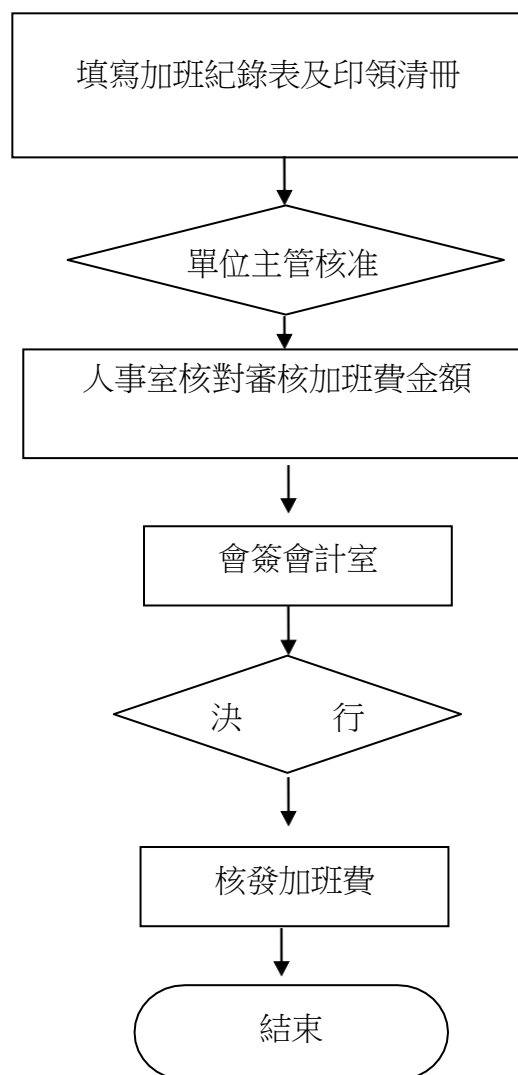 填寫加班紀錄表及印領清冊
單位主管核准
人事室核對審核加班費金額
會簽會計室
決 行
核發加班費
結束